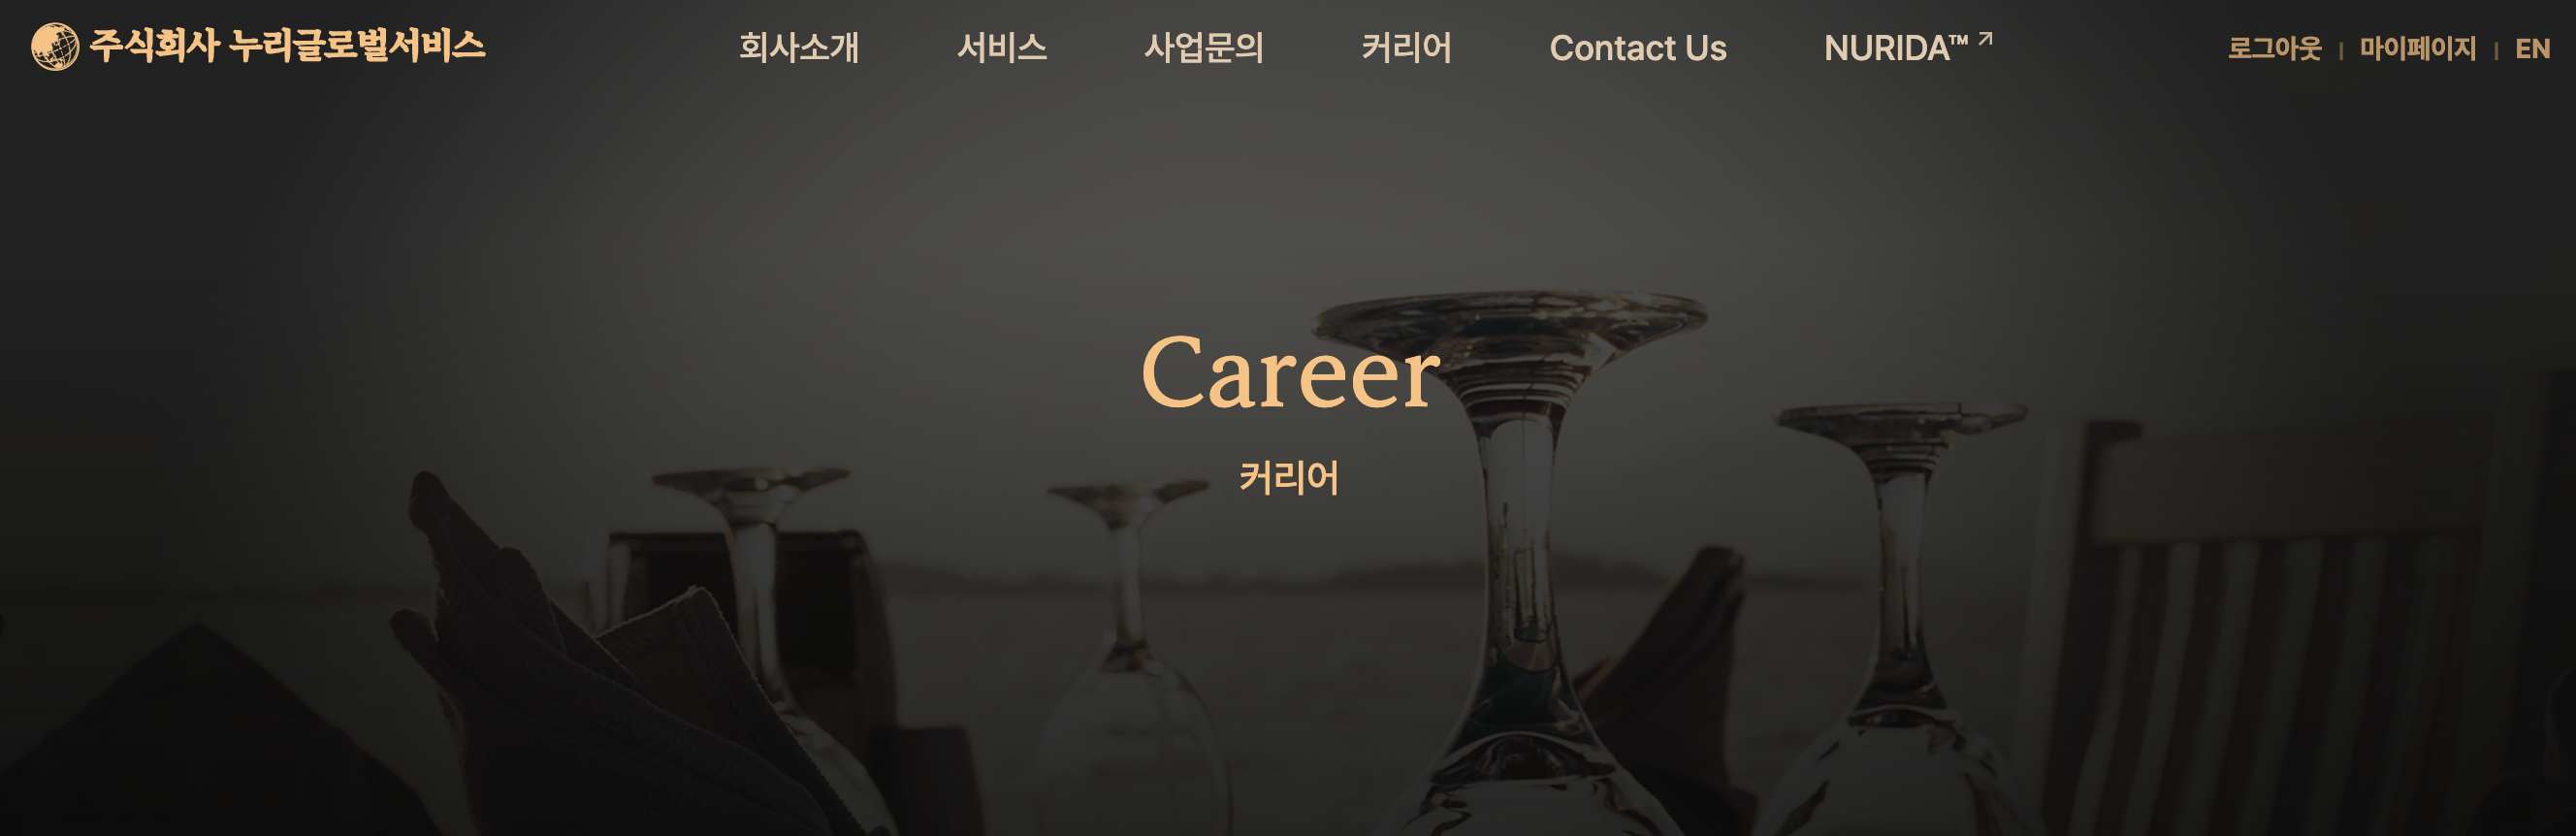 주식회사 누리글로벌서비스
회사소개 서비스 사업문의 커리어 Contact Us NURIDA™
로그아웃 | 마이페이지 | EN
Career
커리어